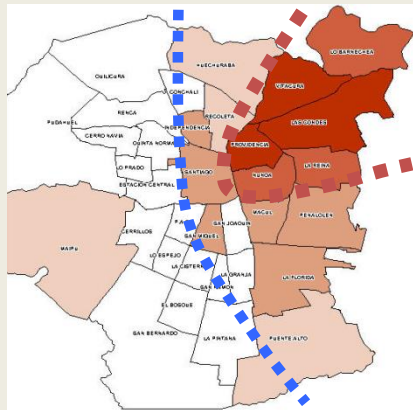 LO BARNECHEA
HUECHURABA
QUILICURA
VITACURA
CONCHALI
LAS CONDES
RENCA
RECOLETA
PUDAHUEL
INDEPENDENCIA
CERRO NAVIA
QUINTA NORMAL
PROVIDENCIA
LO PRADO
SANTIAGO
ÑUÑOA
LA REINA
ESTACION CENTRAL
MACUL
PEÑALOLEN
SAN JOAQUIN
CERRILLOS
SAN MIGUEL
MAIPU
LO ESPEJO
LA CISTERNA
LA GRANJA
LA FLORIDA
SAN RAMON
EL BOSQUE
SAN BERNARDO
LA PINTANA
PUENTE ALTO